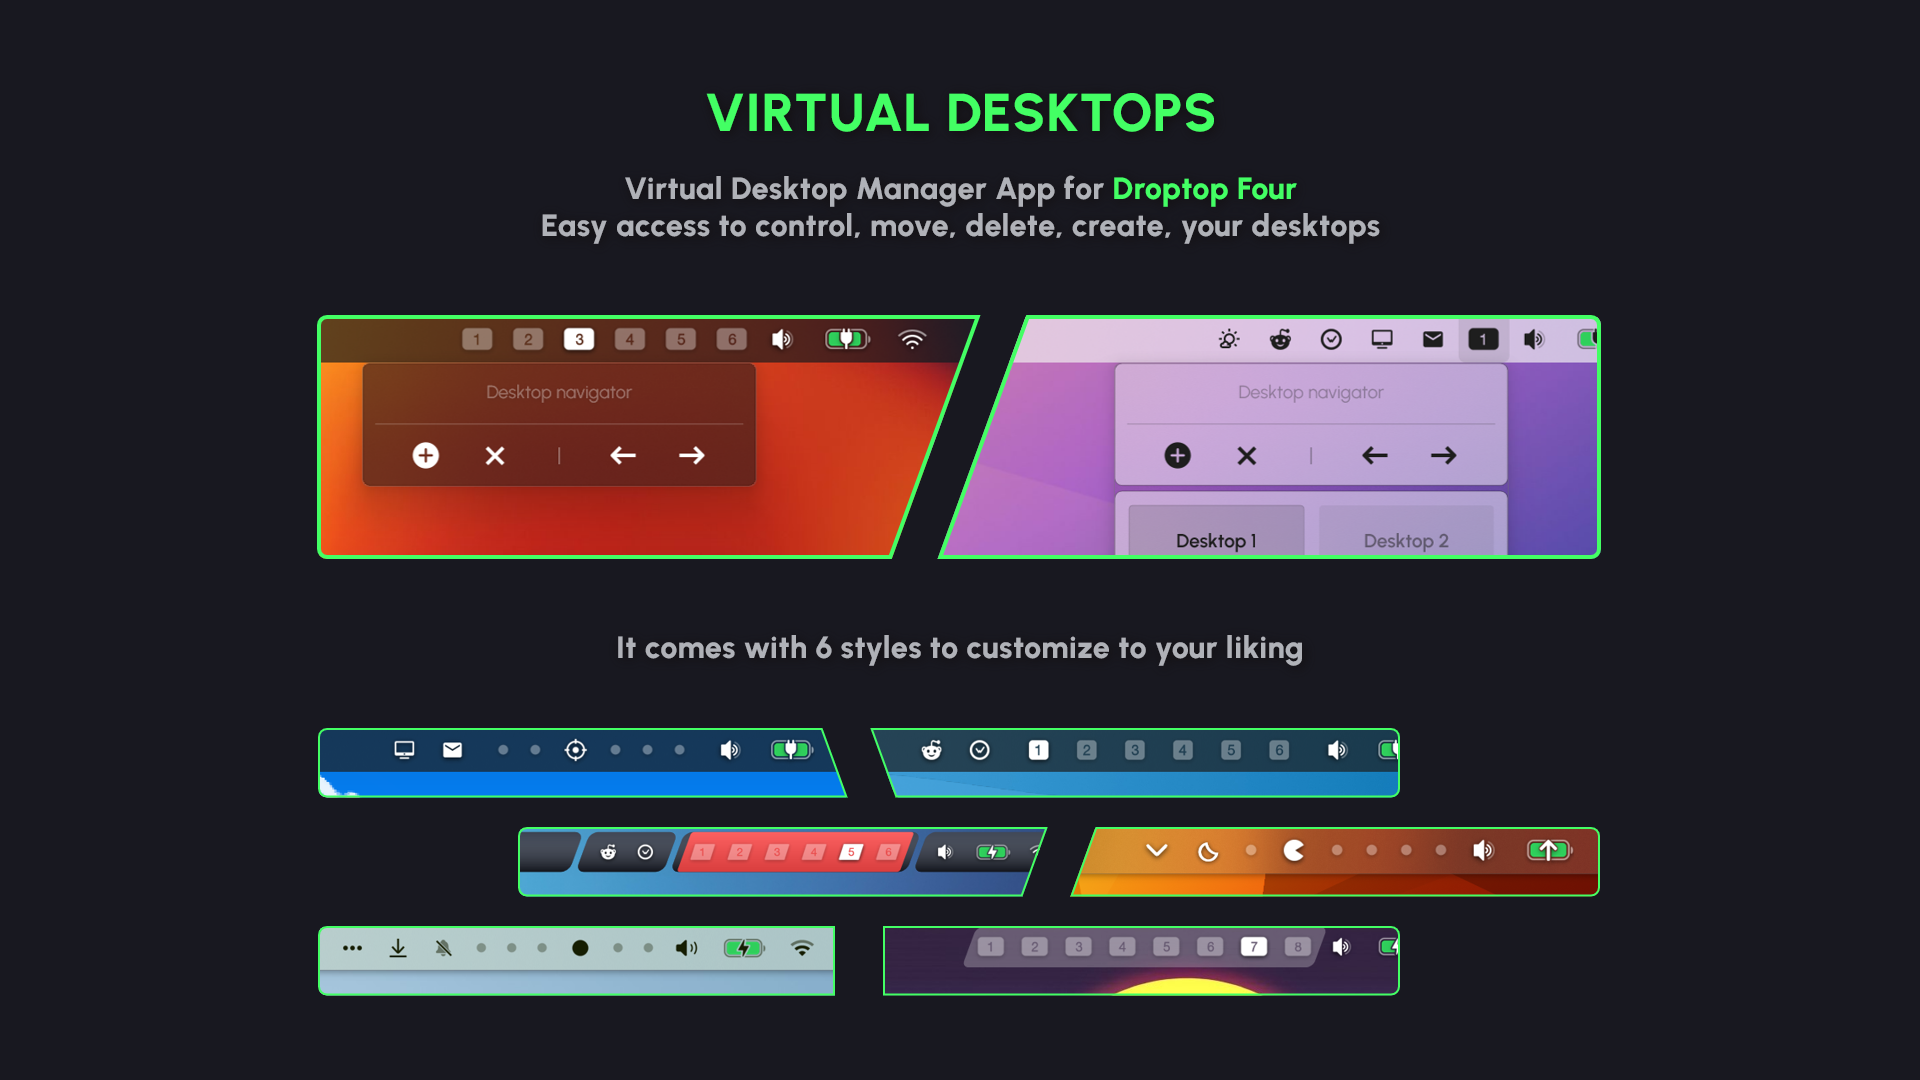 VIRTUAL DESKTOPS
Virtual Desktop Manager App for Droptop Four
Easy access to control, move, delete, create, your desktops
1 2 3 4 5 6
Desktop navigator
1
Desktop navigator
Desktop 1 Desktop 2
It comes with 6 styles to customize to your liking
1 2 3 4 5 6
1 2 3 4 5 6
1 2 3 4 5 6 7 8